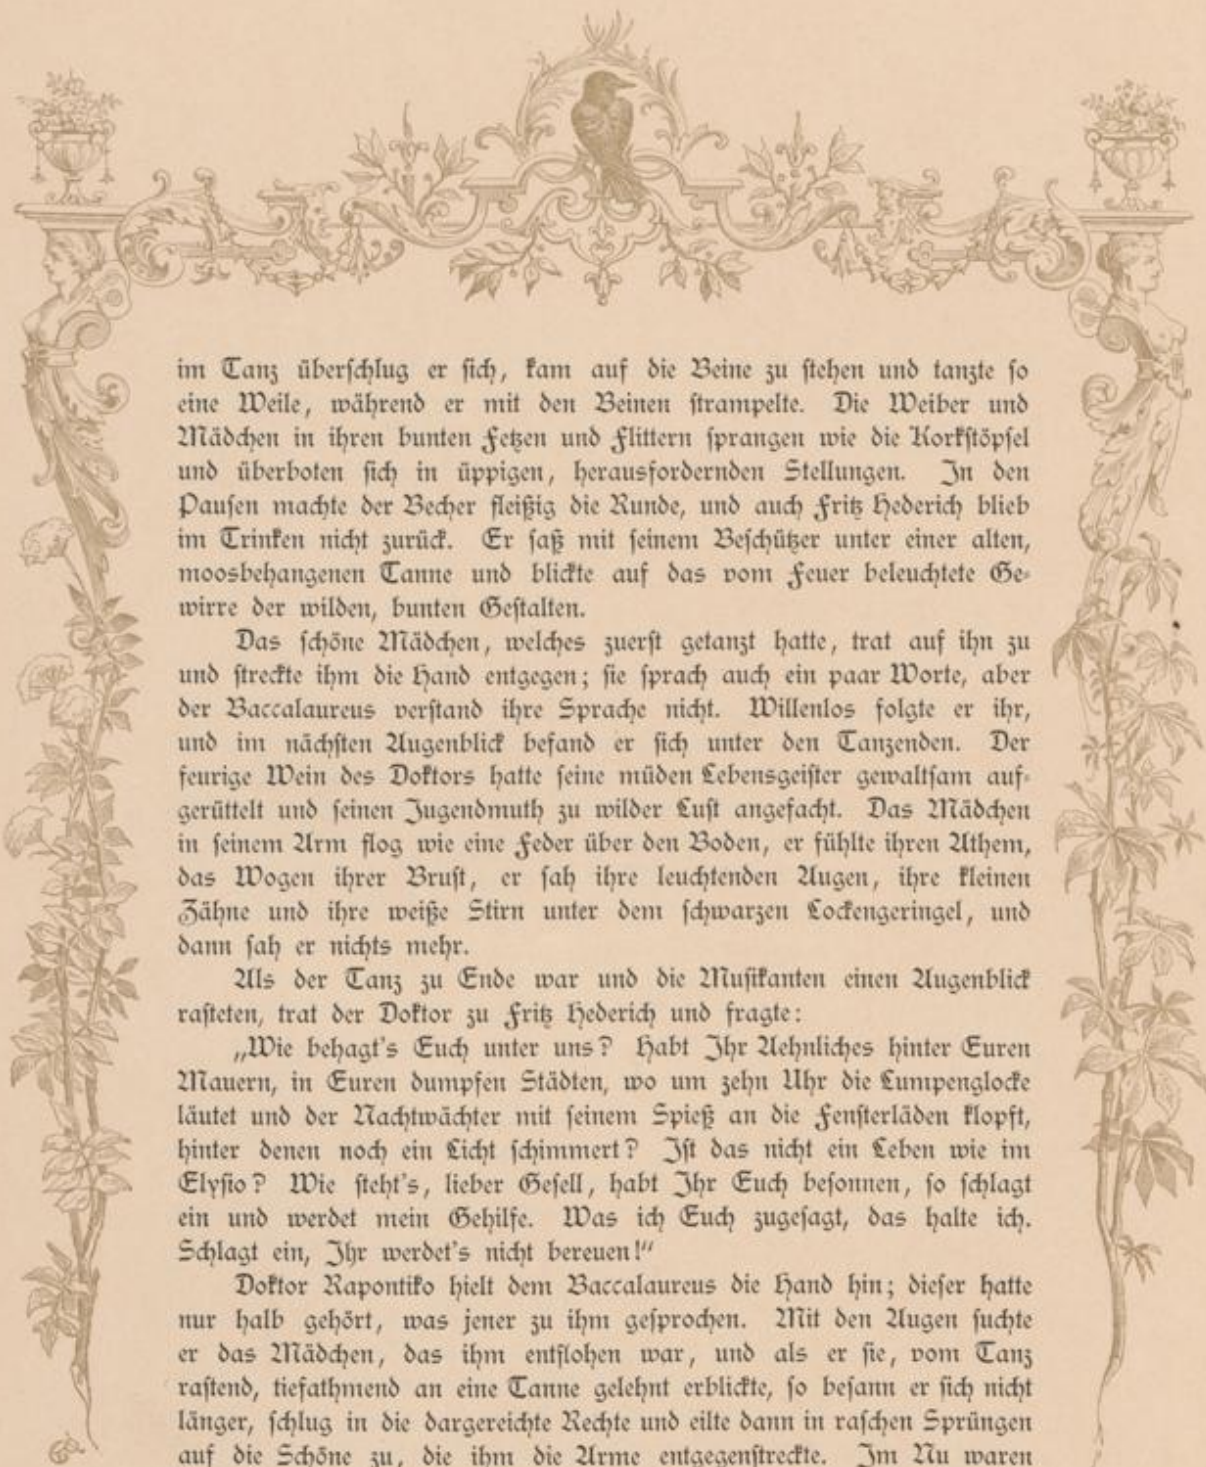 im Tanz überschlug er sich, kam auf die Beine zu stehen und tanzte so
eine Weile, während er mit den Beinen strampelte. Die Weiber und
Mädchen in ihren bunten Fetzen und Flittern sprangen wie die Korkstöpsel
und überboten sich in üppigen, herausfordernden Stellungen. In den
Pausen machte der Becher fleißig die Runde, und auch Fritz Hederich blieb
im Trinken nicht zurück. Er saß mit seinem Beschützer unter einer alten,
moosbehangenen Tanne und blickte auf das vom Feuer beleuchtete Ge-
wirre der wilden, bunten Gestalten.
Das schöne Mädchen, welches zuerst getanzt hatte, trat auf ihn zu
und streckte ihm die Hand entgegen; sie sprach auch ein paar Worte, aber
der Baccalaureus verstand ihre Sprache nicht. Willenlos folgte er ihr,
und im nächsten Augenblick befand er sich unter den Tanzenden. Der
feurige Wein des Doktors hatte seine müden Lebensgeister gewaltsam auf-
gerüttelt und seinen Jugendmuth zu wilder Lust angefacht. Das Mädchen
in seinem Arm flog wie eine Feder über den Boden, er fühlte ihren Athem,
das Wogen ihrer Brust, er sah ihre leuchtenden Augen, ihre kleinen
Zähne und ihre weiße Stirn unter dem schwarzen Lockengeringel, und
dann sah er nichts mehr.
Als der Tanz zu Ende war und die Musikanten einen Augenblick
rasteten, trat der Doktor zu Fritz Hederich und fragte:
„Wie behagt's Euch unter uns? Habt Ihr Aehnliches hinter Euren
Mauern, in Euren dumpfen Städten, wo um zehn Uhr die Lumpenglocke
läutet und der Nachtwächter mit seinem Spieß an die Fensterläden klopft,
hinter denen noch ein Licht schimmert? Ist das nicht ein Leben wie im
Elysio? Wie steht's, lieber Gesell, habt Ihr Euch besonnen, so schlagt
ein und werdet mein Gehilfe. Was ich Euch zugesagt, das halte ich.
Schlagt ein, Ihr werdet's nicht bereuen!“
Doktor Rapontiko hielt dem Baccalaureus die Hand hin; dieser hatte
nur halb gehört, was jener zu ihm gesprochen. Mit den Augen suchte
er das Mädchen, das ihm entflohen war, und als er sie, vom Tanz
rastend, tiefathmend an eine Tanne gelehnt erblickte, so besann er sich nicht
länger, schlug in die dargereichte Rechte und eilte dann in raschen Sprüngen
auf die Schöne zu, die ihm die Arme entgegenstreckte. Im Nu waren